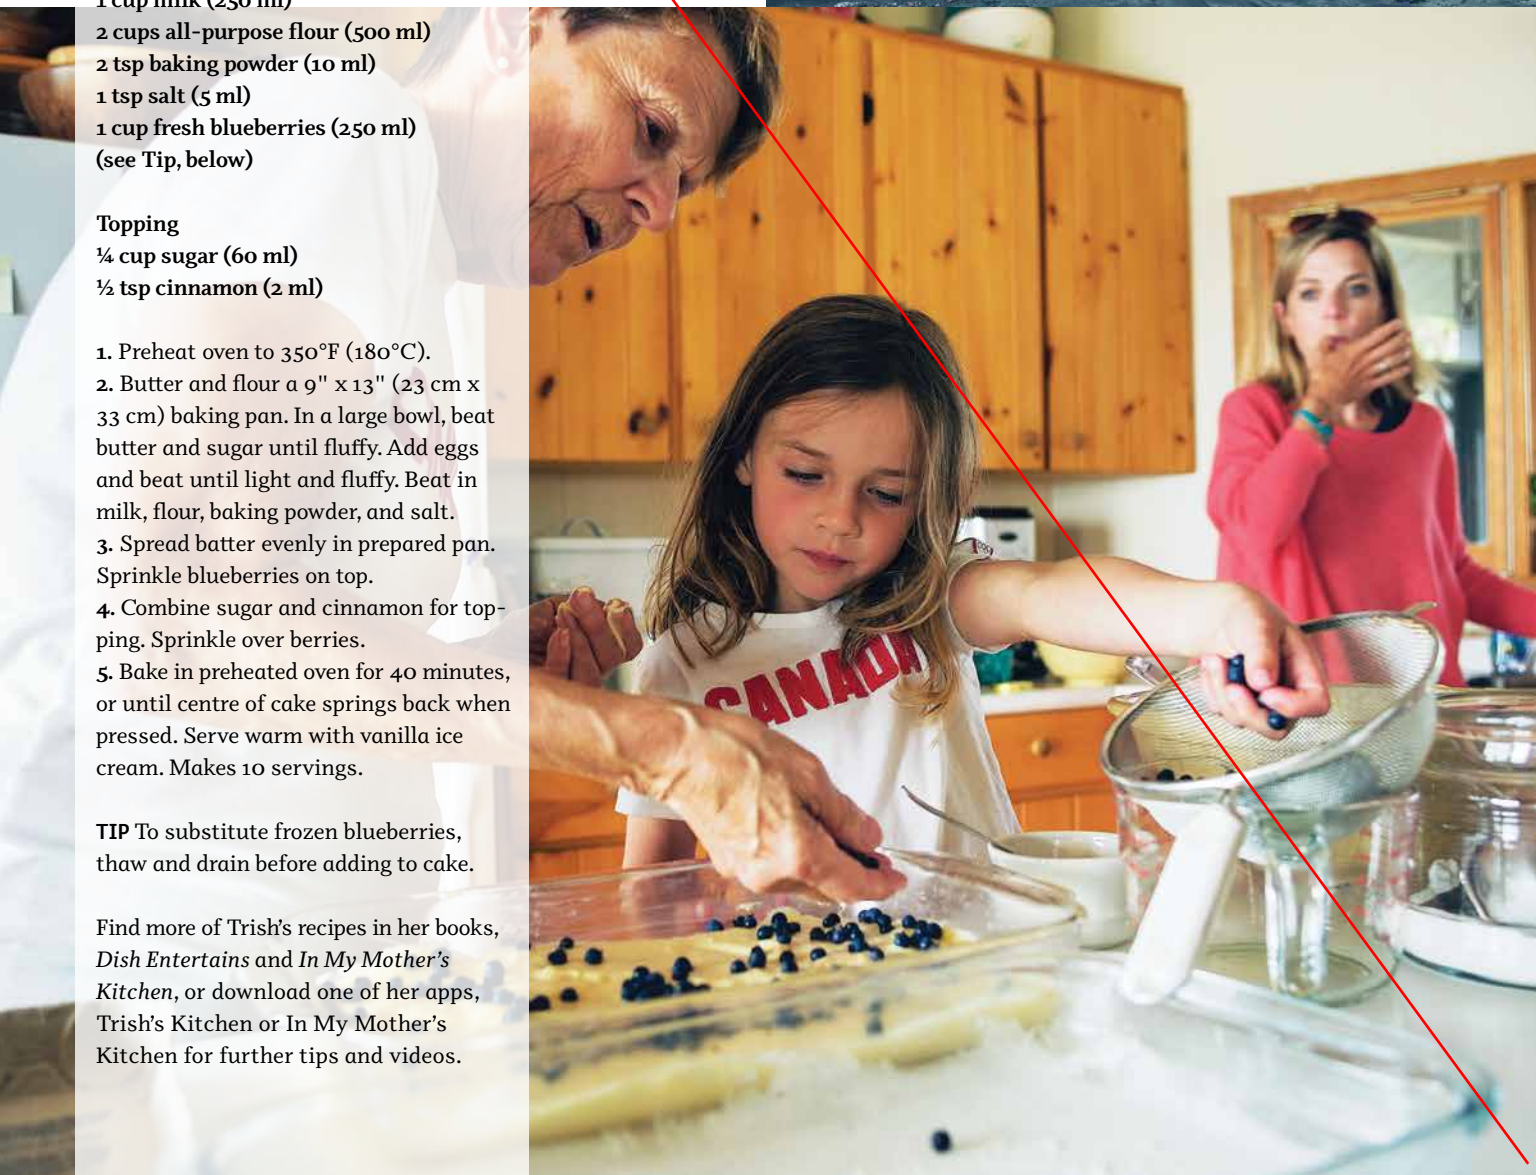 1 cup milk (250 ml)
2 cups all-purpose flour (500 ml)
2 tsp baking powder (10 ml)
1 tsp salt (5 ml)
1 cup fresh blueberries (250 ml)
(see Tip, below)
Topping
¼ cup sugar (60 ml)
½ tsp cinnamon (2 ml)
1. Preheat oven to 350°F (180°C).
2. Butter and flour a 9" x 13" (23 cm x
33 cm) baking pan. In a large bowl, beat
butter and sugar until fluffy. Add eggs
and beat until light and fluffy. Beat in
milk, flour, baking powder, and salt.
3. Spread batter evenly in prepared pan.
Sprinkle blueberries on top.
4. Combine sugar and cinnamon for top-
ping. Sprinkle over berries.
5. Bake in preheated oven for 40 minutes,
or until centre of cake springs back when
pressed. Serve warm with vanilla ice
cream. Makes 10 servings.
TIP To substitute frozen blueberries,
thaw and drain before adding to cake.
Find more of Trish's recipes in her books,
Dish Entertains and In My Mother's
Kitchen, or download one of her apps,
Trish's Kitchen or In My Mother's
Kitchen for further tips and videos.
CANADA